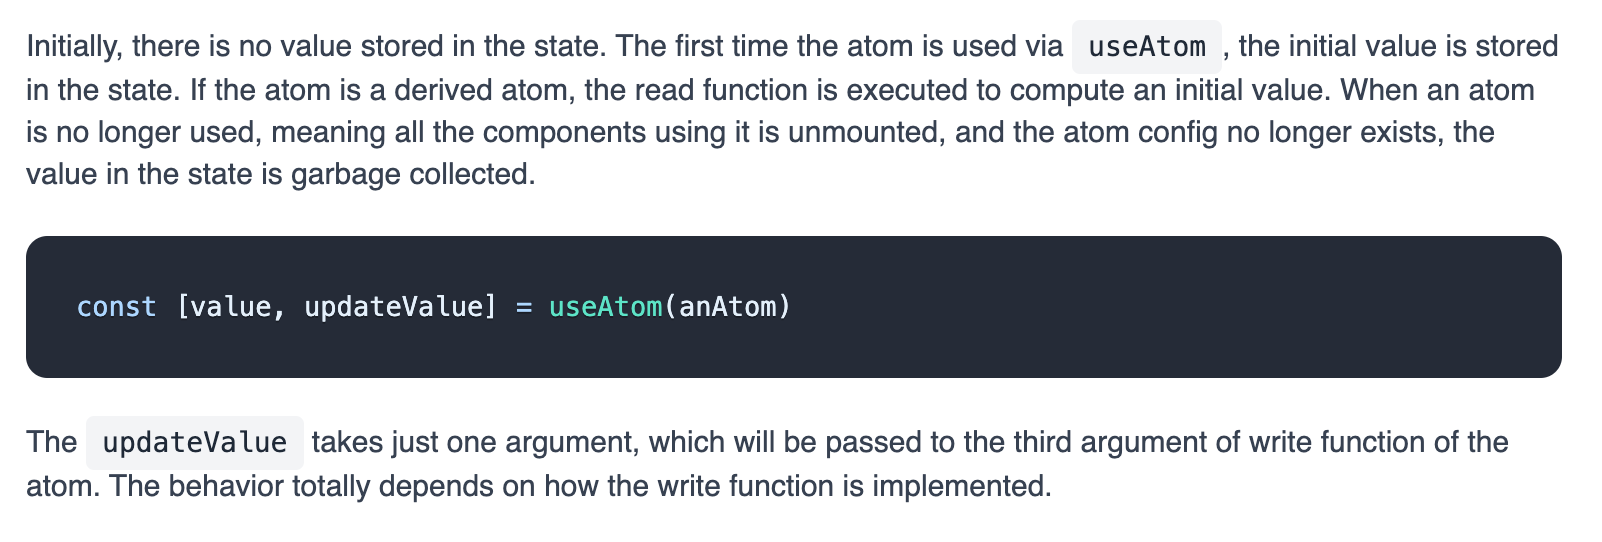 Initially, there is no value stored in the state. The first time the atom is used via useAtom , the initial value is stored
in the state. If the atom is a derived atom, the read function is executed to compute an initial value. When an atom
is no longer used, meaning all the components using it is unmounted, and the atom config no longer exists, the
value in the state is garbage collected.
const [value, updateValue] = useAtom(anAtom)
The updateValue takes just one argument, which will be passed to the third argument of write function of the
atom. The behavior totally depends on how the write function is implemented.